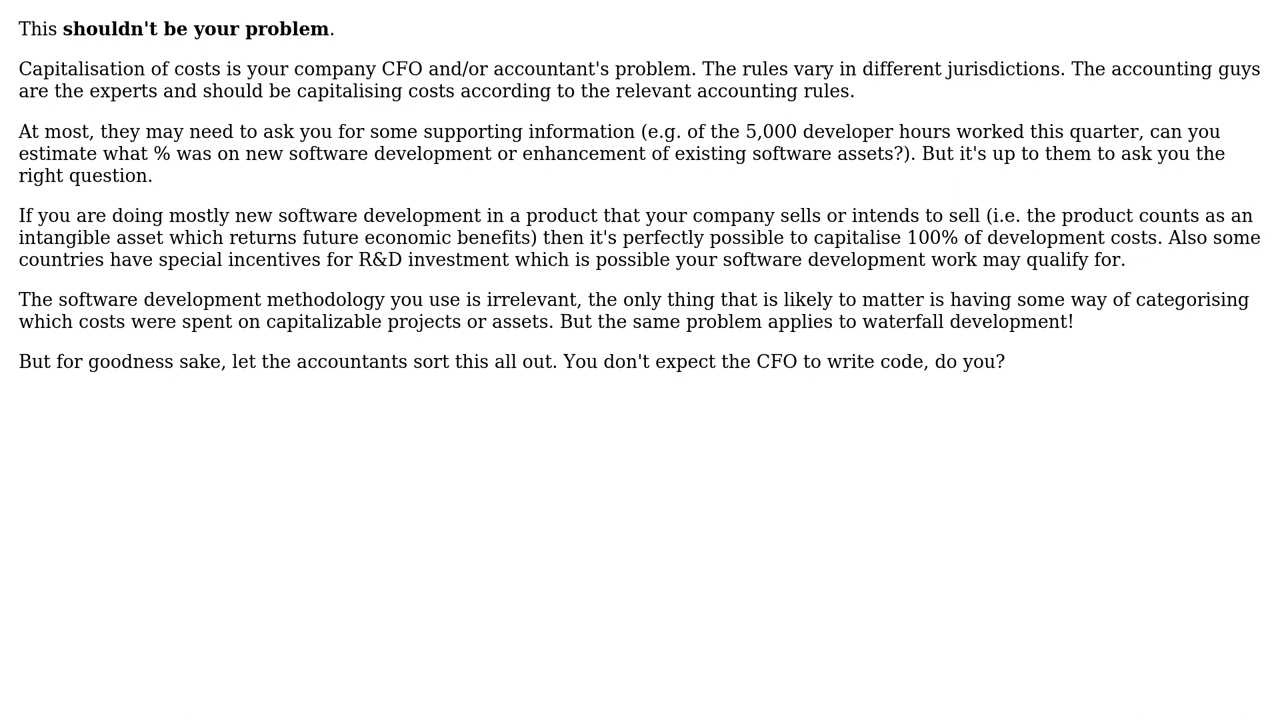 This shouldn't be your problem.
Capitalisation of costs is your company CFO and/or accountant's problem. The rules vary in different jurisdictions. The accounting guys
are the experts and should be capitalising costs according to the relevant accounting rules.
At most, they may need to ask you for some supporting information (e.g. of the 5,000 developer hours worked this quarter, can you
estimate what % was on new software development or enhancement of existing software assets?). But it's up to them to ask you the
right question.
If you are doing mostly new software development in a product that your company sells or intends to sell (i.e. the product counts as an
intangible asset which returns future economic benefits) then it's perfectly possible to capitalise 100% of development costs. Also some
countries have special incentives for R&D investment which is possible your software development work may qualify for.
The software development methodology you use is irrelevant, the only thing that is likely to matter is having some way of categorising
which costs were spent on capitalizable projects or assets. But the same problem applies to waterfall development!
But for goodness sake, let the accountants sort this all out. You don't expect the CFO to write code, do you?